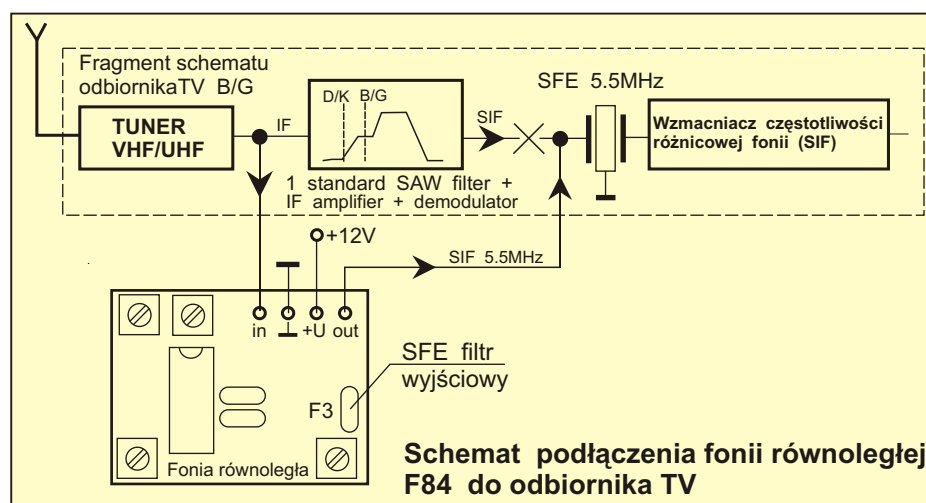 Fragment schematu
odbiornikaTV B/G
SFE 5.5MHz
D/K B/G
TUNER
VHF/UHF
IF
SIF
Wzmacniacz częstotliwości
różnicowej fonii (SIF)
1 standard SAW filter +
IF amplifier + demodulator
+12V
SIF 5.5MHz
in +U out
SFE filtr
wyjściowy
F3
Fonia równoległa
Schemat podłączenia fonii równoległej
F84 do odbiornika TV